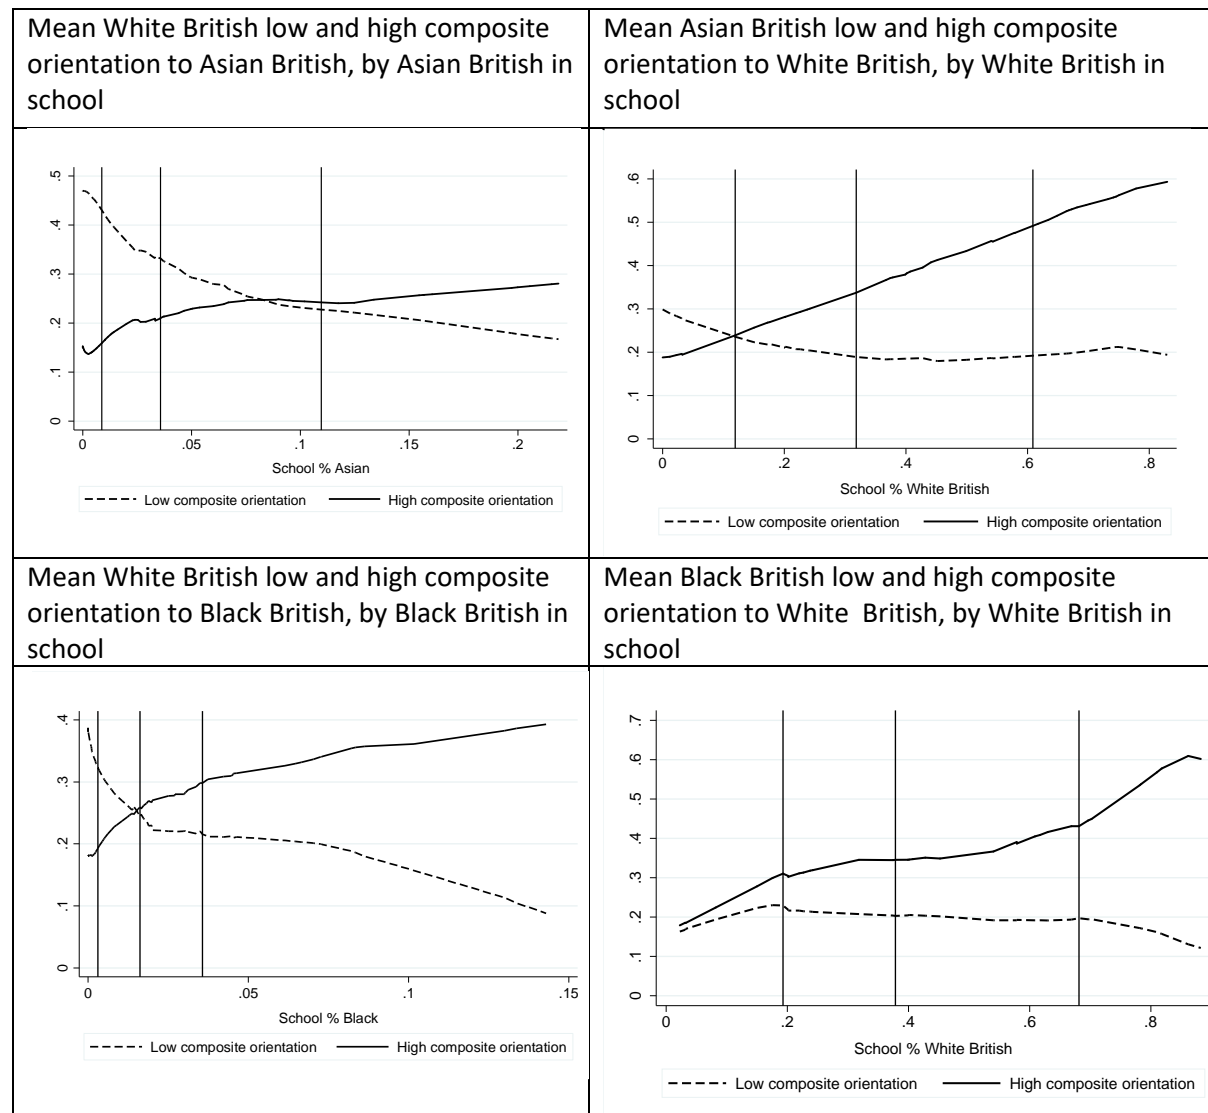 Mean White British low and high composite
orientation to Asian British, by Asian British in
school
Mean Asian British low and high composite
orientation to White British, by White British in
school
.5
.4
.3
.2
.1
0
0
.05
.1
.15
.2
School % Asian
Low composite orientation
High composite orientation
.6
.5
.4
.3
.2
.1
0
0
.2
.4
.6
.8
School % White British
Low composite orientation
High composite orientation
Mean White British low and high composite
orientation to Black British, by Black British in
school
Mean Black British low and high composite
orientation to White  British, by White British in
school
.4
.3
.2
.1
0
0
.05
.1
.15
School % Black
Low composite orientation
High composite orientation
.7
.6
.5
.4
.3
.2
.1
0
0
.2
.4
.6
.8
School % White British
Low composite orientation
High composite orientation